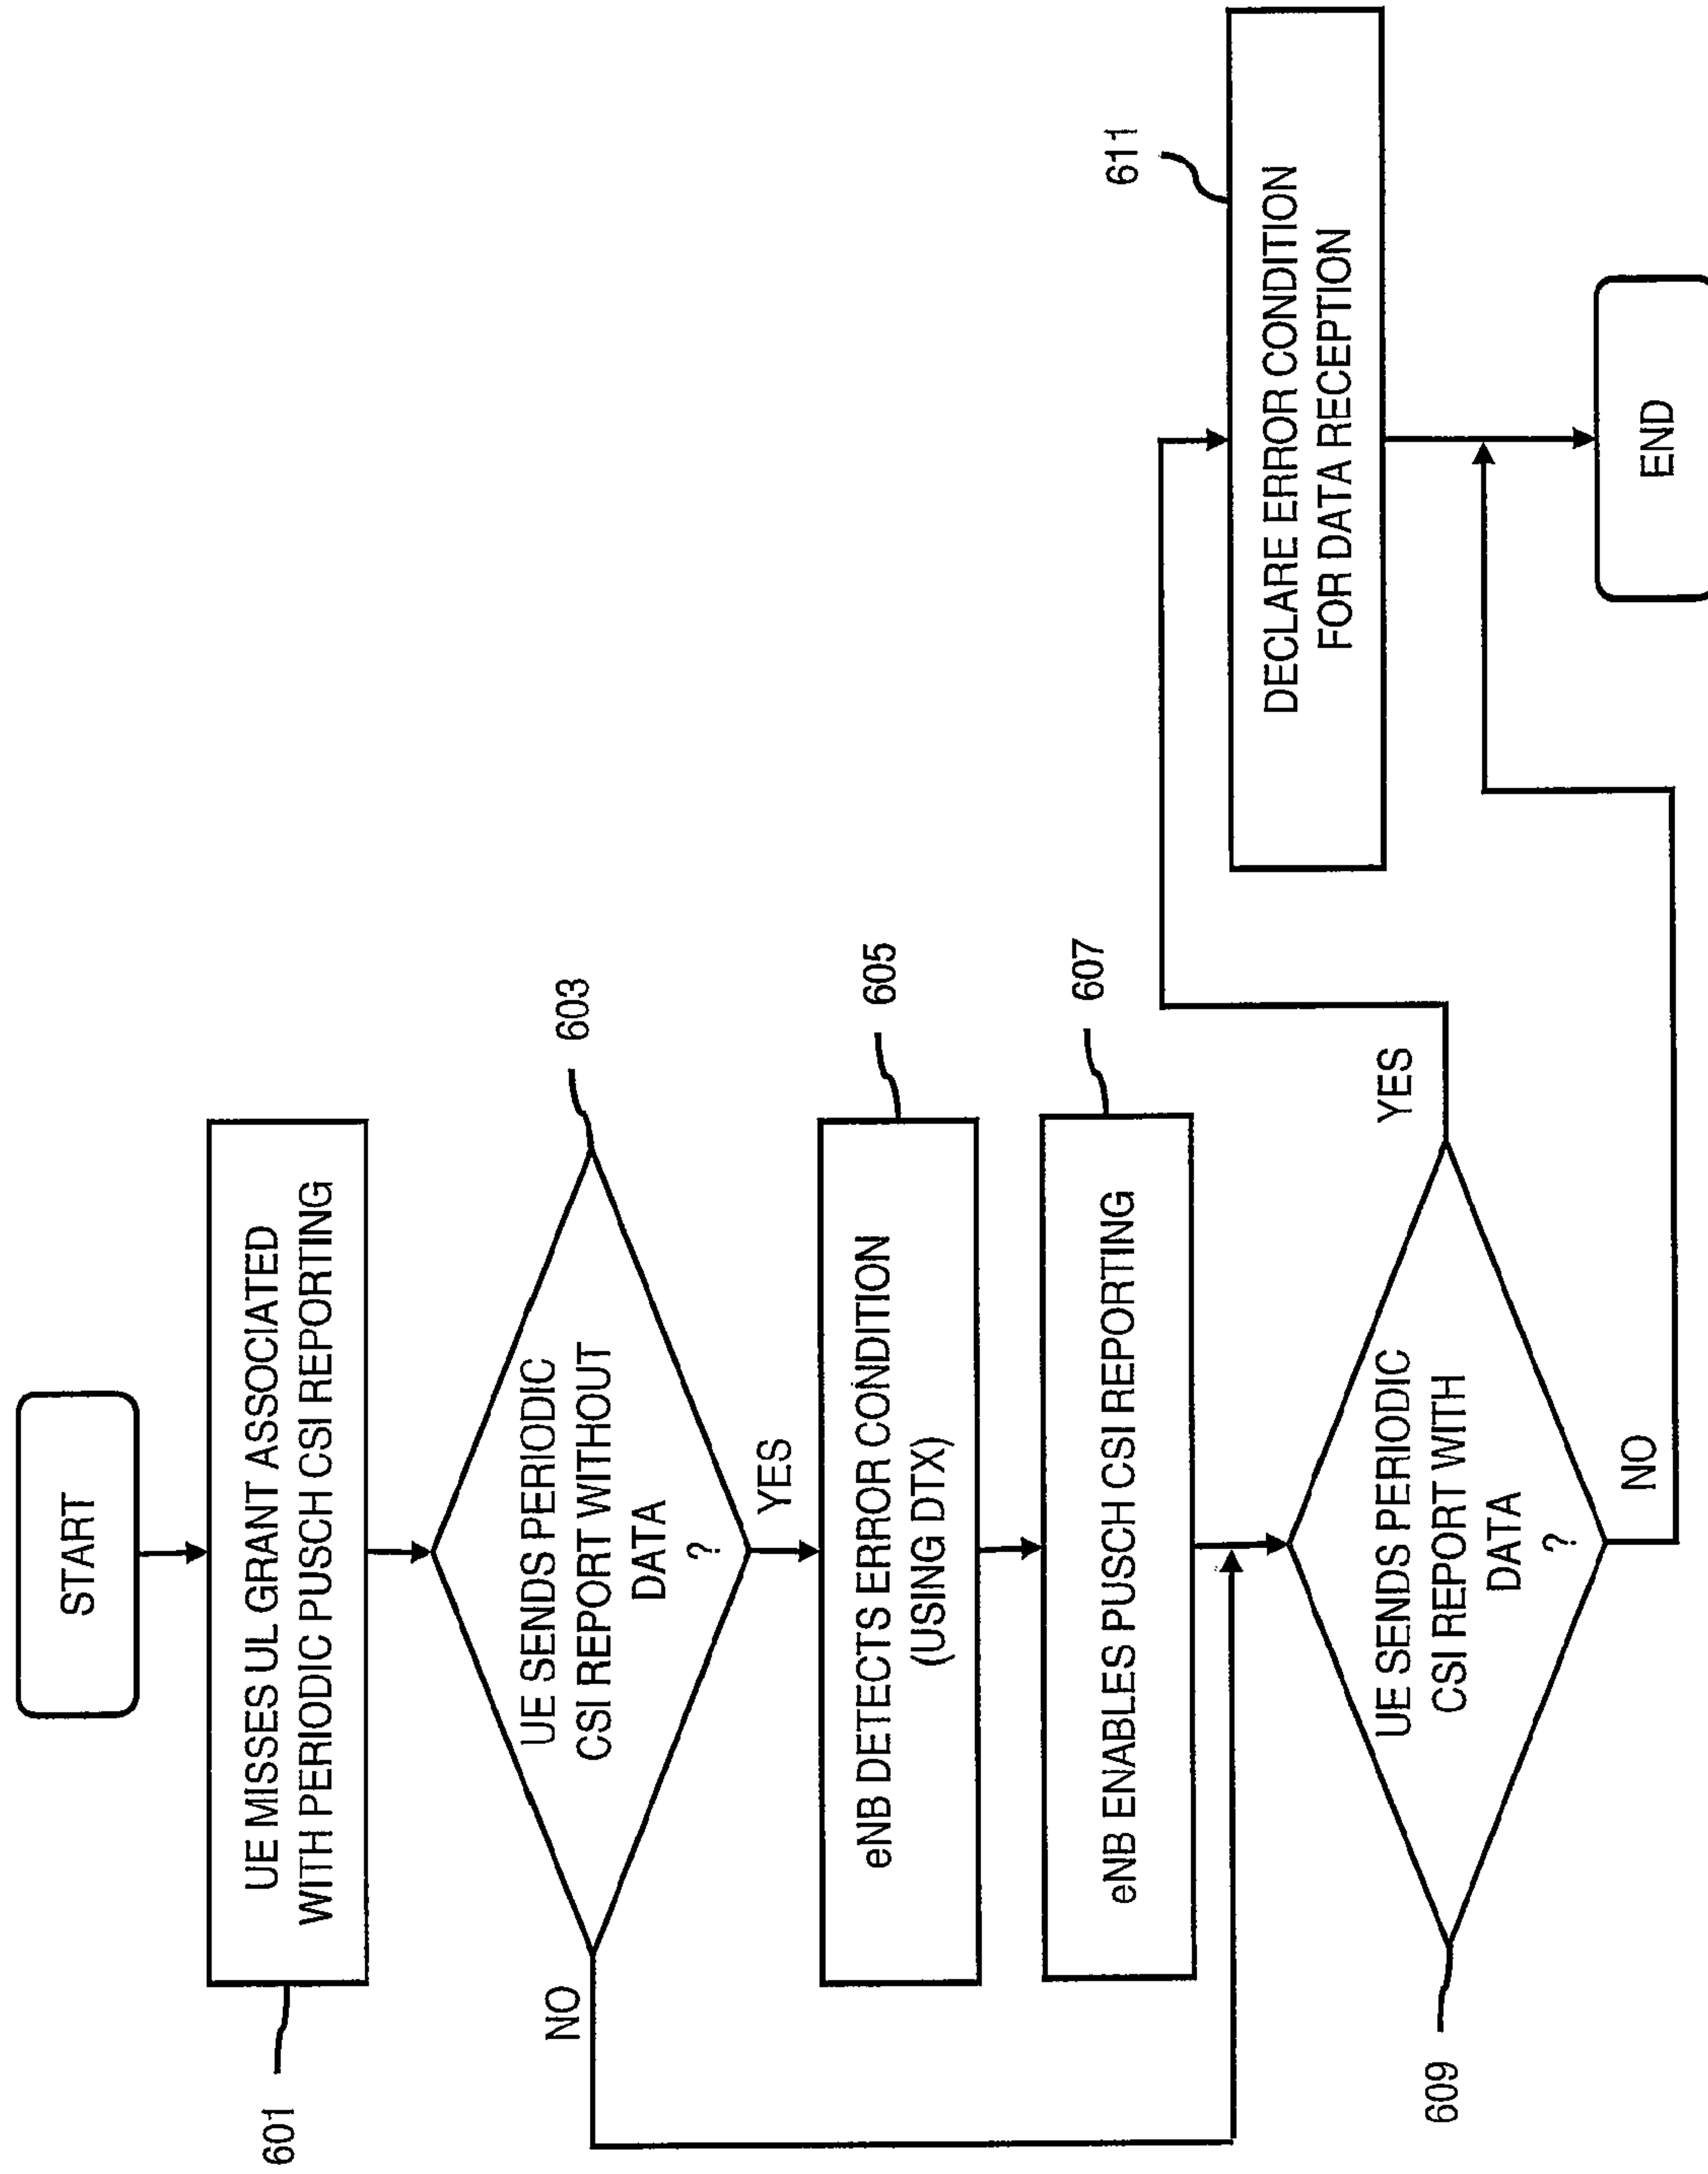 START
601
UE MISSES UL GRANT ASSOCIATED
WITH PERIODIC PUSCH CSI REPORTING
603
UE SENDS PERIODIC
CSI REPORT WITHOUT
DATA
?
NO
YES
605
eNB DETECTS ERROR CONDITION
(USING DTX)
607
eNB ENABLES PUSCH CSI REPORTING
609
UE SENDS PERIODIC
CSI REPORT WITH
DATA
?
YES
NO
611
DECLARE ERROR CONDITION
FOR DATA RECEPTION
END